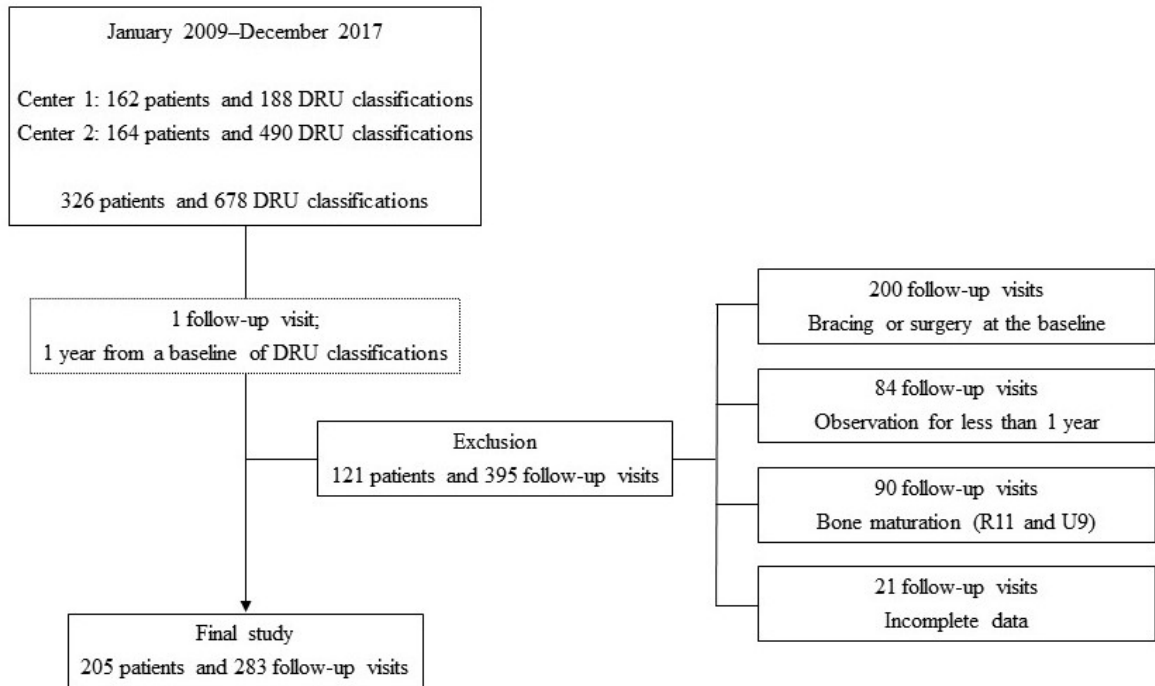 January 2009–December 2017
Center 1: 162 patients and 188 DRU classifications
Center 2: 164 patients and 490 DRU classifications
326 patients and 678 DRU classifications
1 follow-up visit;
1 year from a baseline of DRU classifications
Exclusion
121 patients and 395 follow-up visits
200 follow-up visits
Bracing or surgery at the baseline
84 follow-up visits
Observation for less than 1 year
90 follow-up visits
Bone maturation (R11 and U9)
21 follow-up visits
Incomplete data
Final study
205 patients and 283 follow-up visits